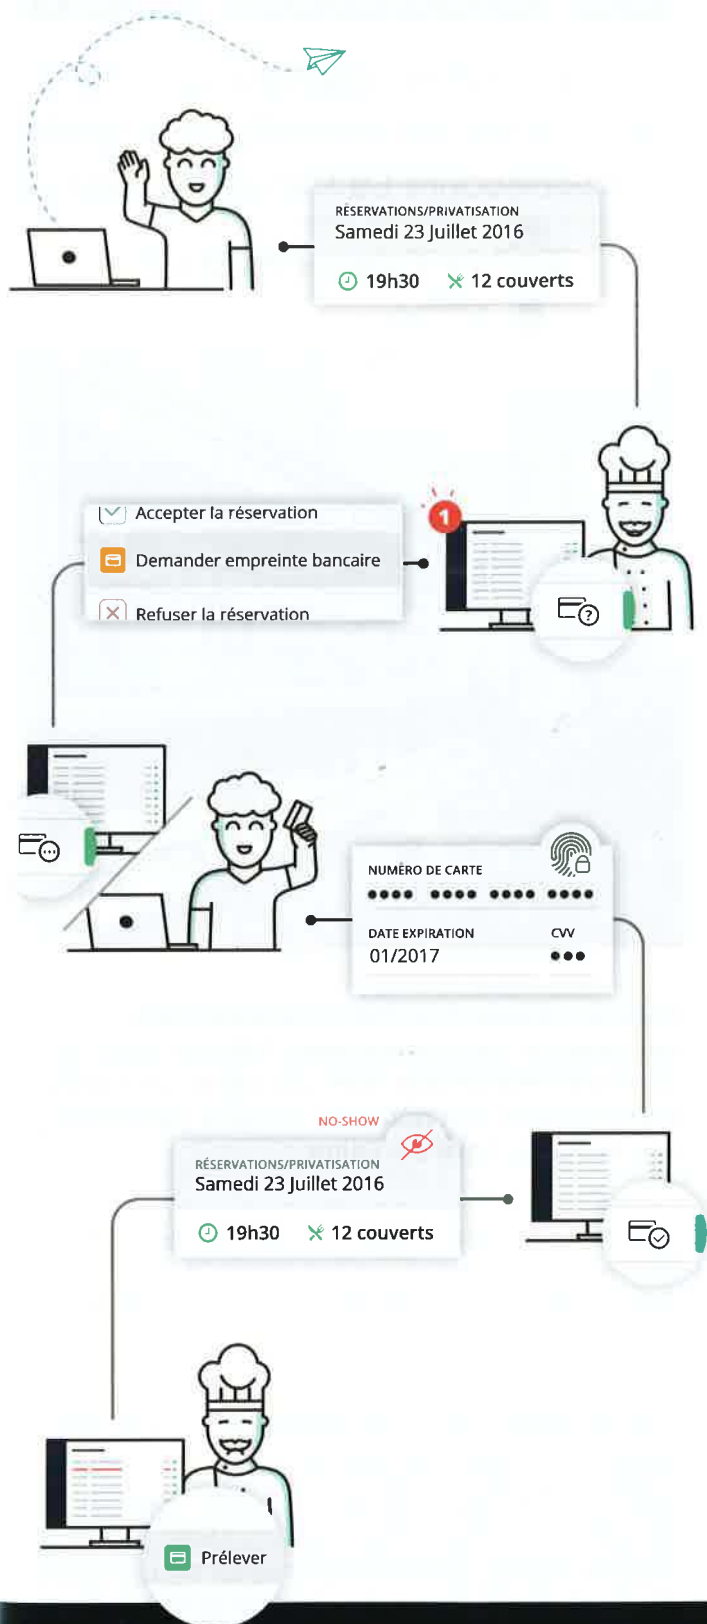 RÉSERVATIONS/PRIVATISATION
Samedi 23 Juillet 2016
19h30 12 couverts
1
Accepter la réservation
Demander empreinte bancaire
Refuser la réservation
?
NUMÉRO DE CARTE
DATE EXPIRATION CVV
01/2017
NO-SHOW
RÉSERVATIONS/PRIVATISATION
Samedi 23 Juillet 2016
19h30 12 couverts
Prélever